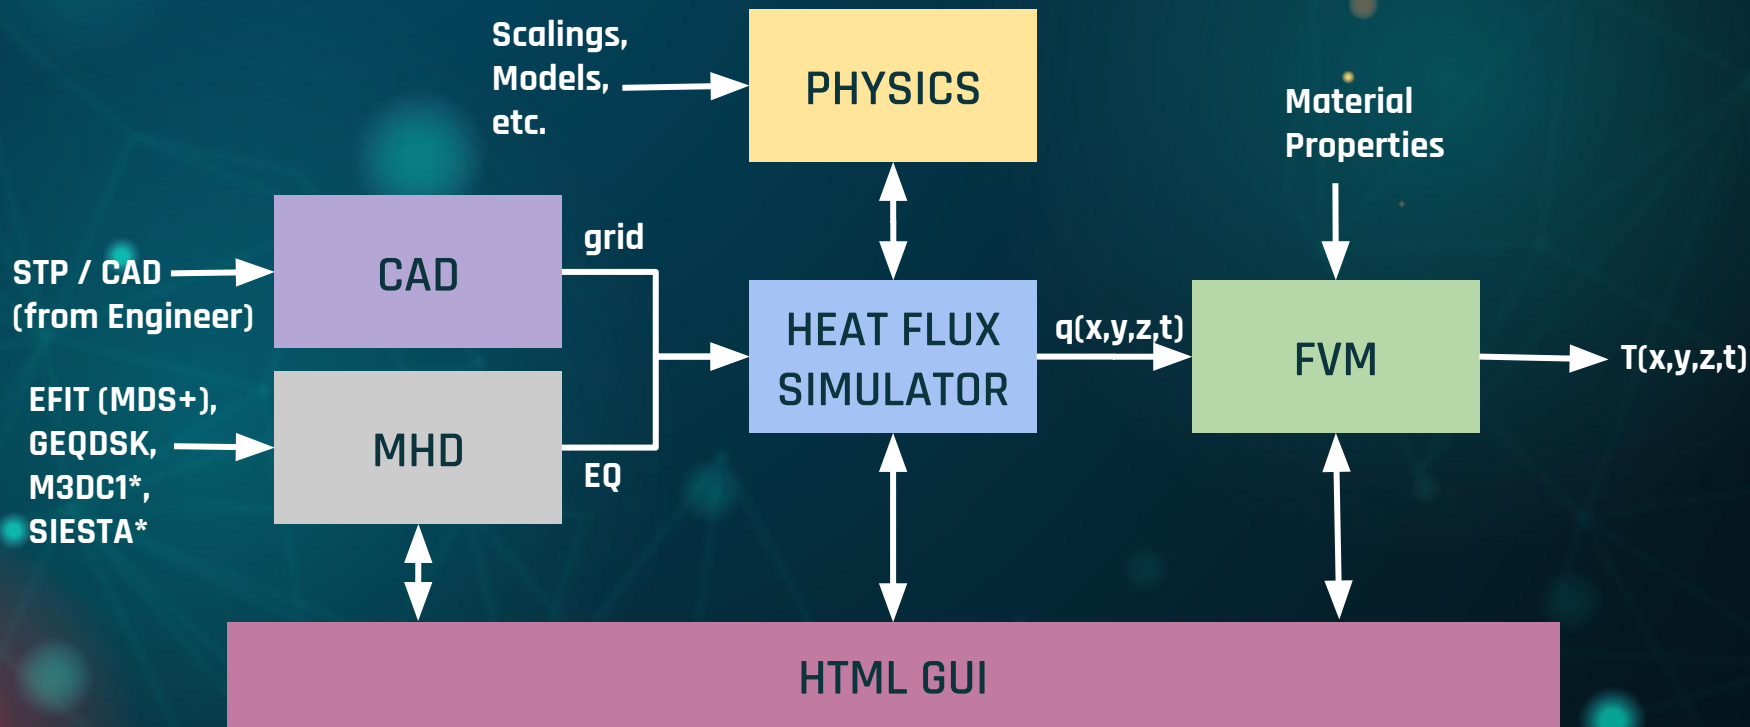 Scalings,
Models,
etc.
PHYSICS
Material
Properties
STP / CAD
(from Engineer)
CAD
grid
HEAT FLUX
SIMULATOR
q(x,y,z,t)
FVM
T(x,y,z,t)
EFIT (MDS+),
GEQDSK,
M3DC1*,
SIESTA*
MHD
EQ
HTML GUI